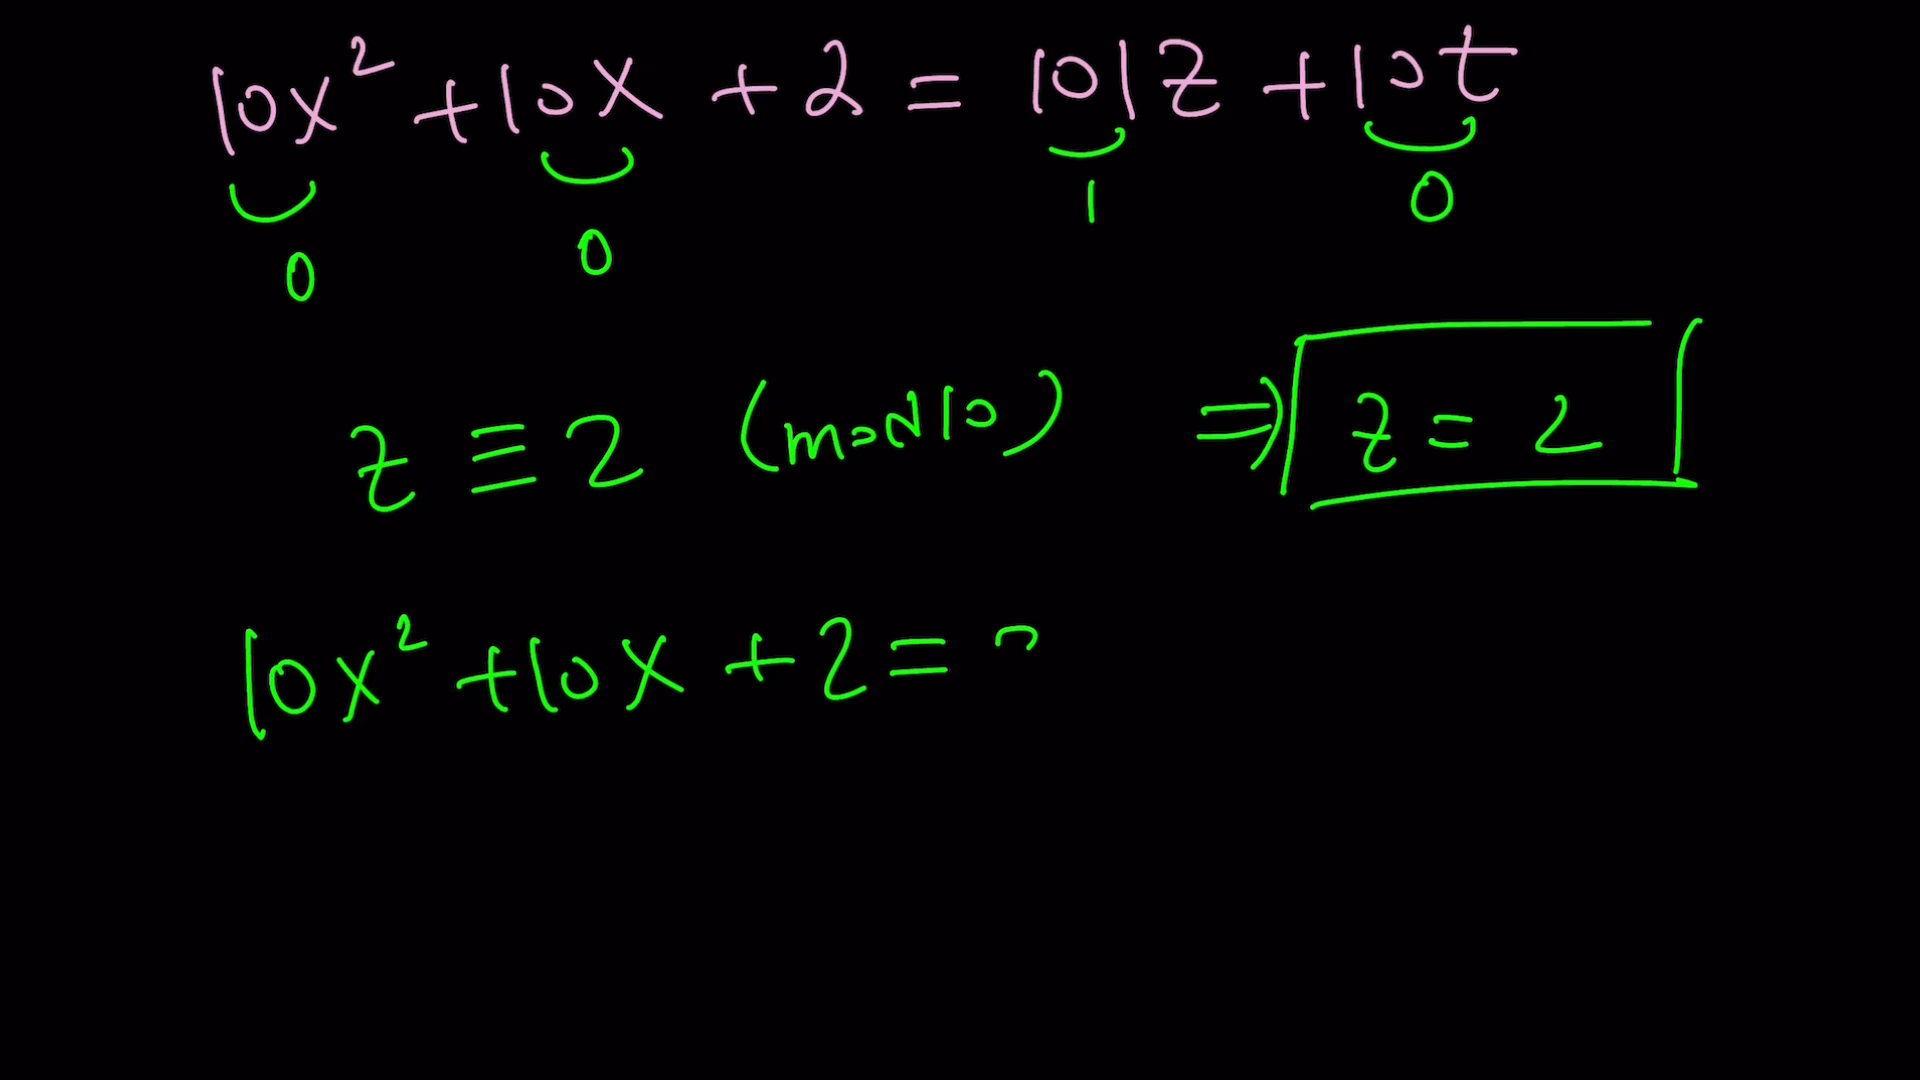 10x² + 10x + 2 = 101z + 10t
0 0 1 0
z ≡ 2 (mod 10) ⇒ z = 2
10x² + 10x + 2 =